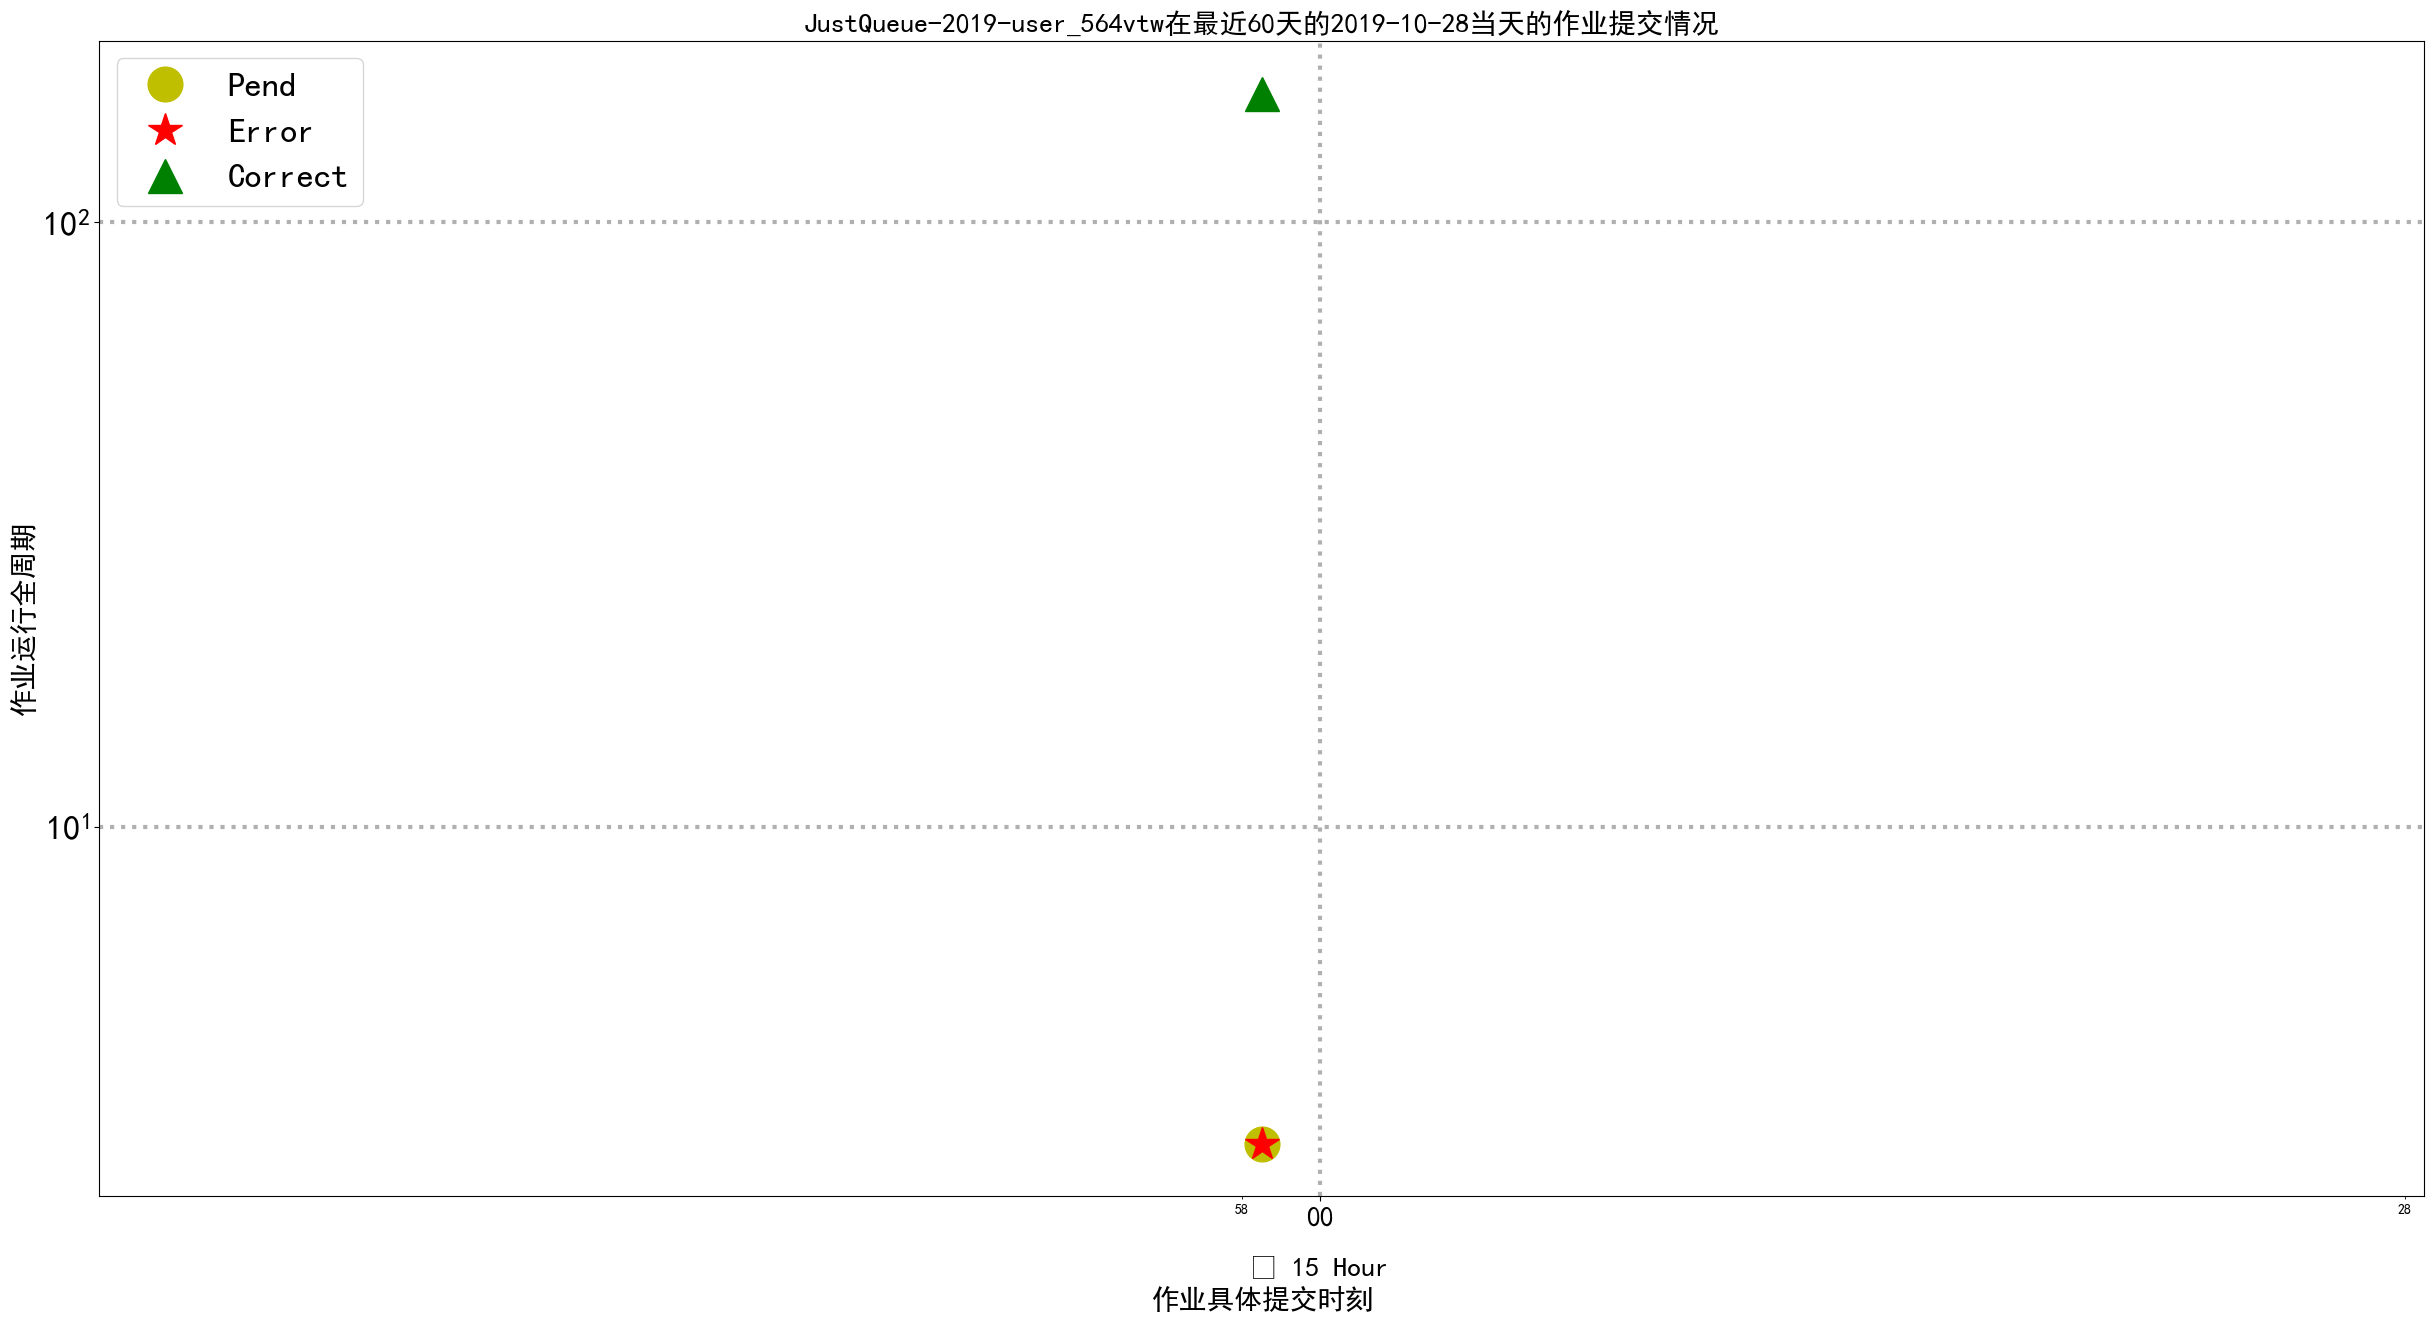 JustQueue-2019-user_564vtw在最近60天的2019-10-28当天的作业提交情况
Pend
Error
Correct
10²
10¹
作业运行全周期
58
00
28
□ 15 Hour
作业具体提交时刻